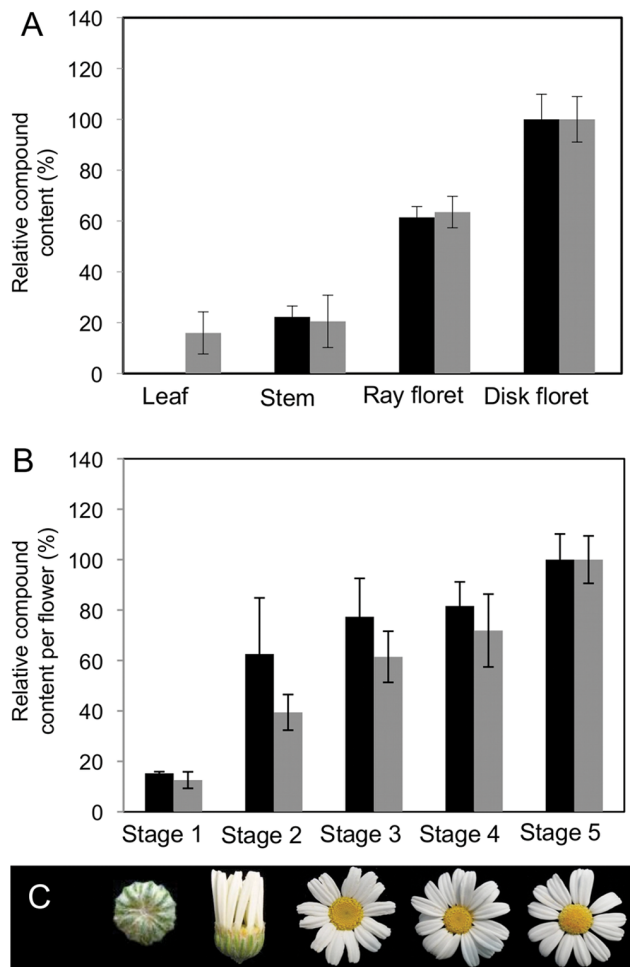 A
Relative compound
content (%)
140
120
100
80
60
40
20
0
Leaf Stem Ray floret Disk floret
B
Relative compound
content per flower (%)
140
120
100
80
60
40
20
0
Stage 1 Stage 2 Stage 3 Stage 4 Stage 5
C